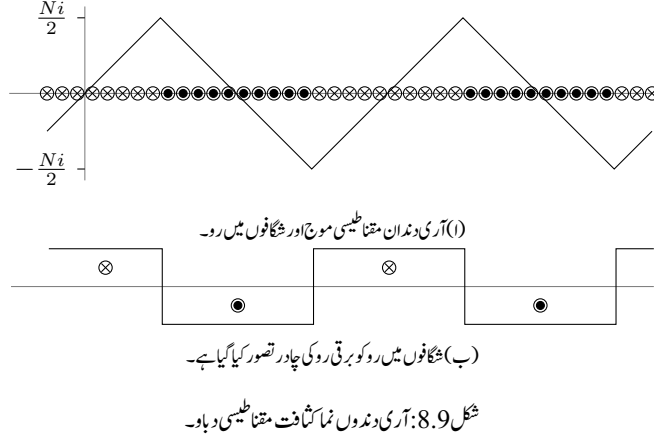 Ni/2
−Ni/2
(ا) آری دندان مقناطیسی موج اور شگافوں میں رو۔
(ب) شگافوں میں رو کو برقی رو کی چادر تصور کیا گیا ہے۔
شکل 8.9: آری دندوں نما کثافت مقناطیسی دباو۔